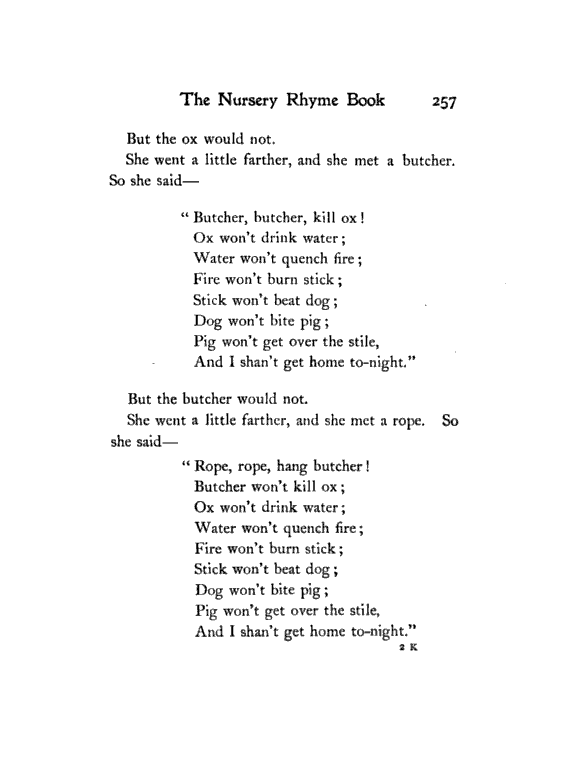 The Nursery Rhyme Book 257
But the ox would not.
She went a little farther, and she met a butcher.
So she said—
“ Butcher, butcher, kill ox !
Ox won’t drink water ;
Water won’t quench fire ;
Fire won’t burn stick ;
Stick won’t beat dog ;
Dog won’t bite pig ;
Pig won’t get over the stile,
And I shan’t get home to-night.”
But the butcher would not.
She went a little farther, and she met a rope. So
she said—
“ Rope, rope, hang butcher !
Butcher won’t kill ox ;
Ox won’t drink water ;
Water won’t quench fire ;
Fire won’t burn stick ;
Stick won’t beat dog ;
Dog won’t bite pig ;
Pig won’t get over the stile,
And I shan’t get home to-night.”
2 K